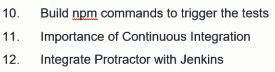 10. Build npm commands to trigger the tests
11. Importance of Continuous Integration
12. Integrate Protractor with Jenkins